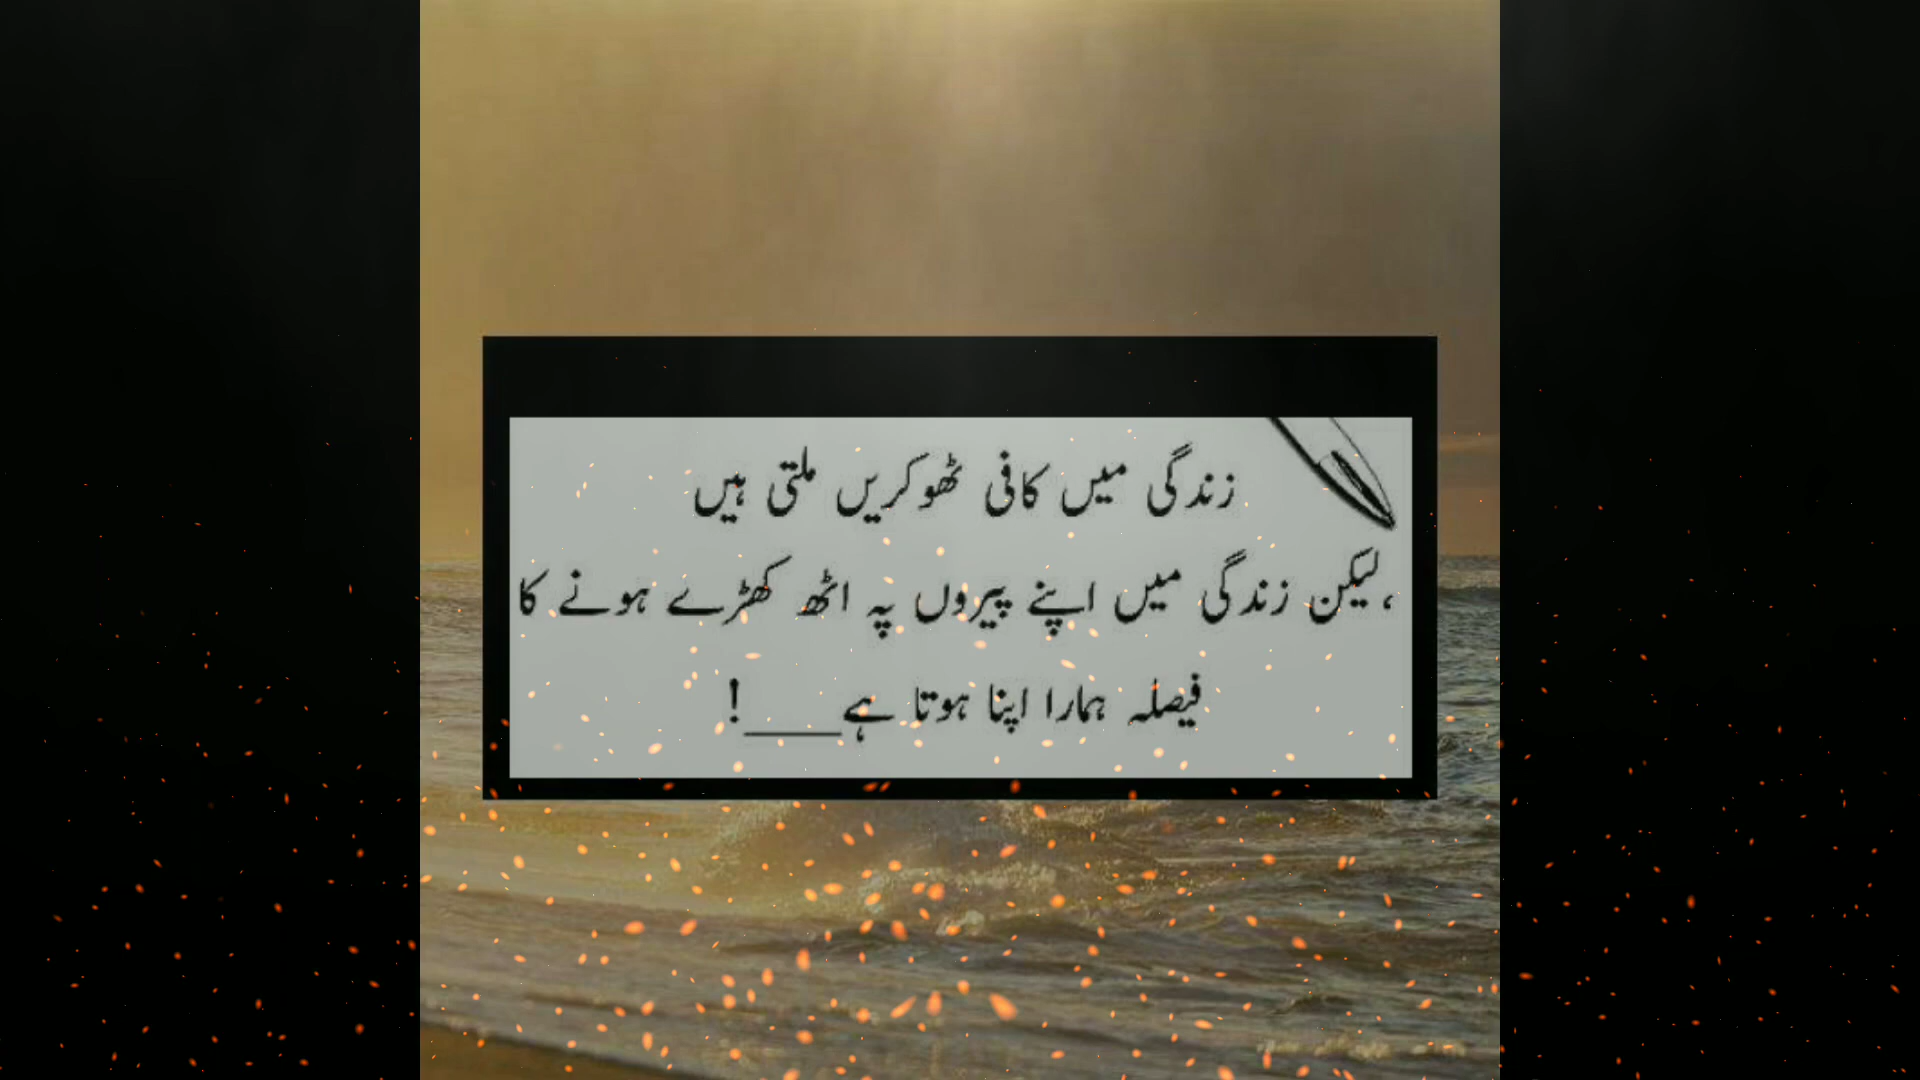 زندگی میں کافی ٹھوکریں ملتی ہیں
،لیکن زندگی میں اپنے پیروں پہ اٹھ کھڑے ہونے کا
فیصلہ ہمارا اپنا ہوتا ہے____!